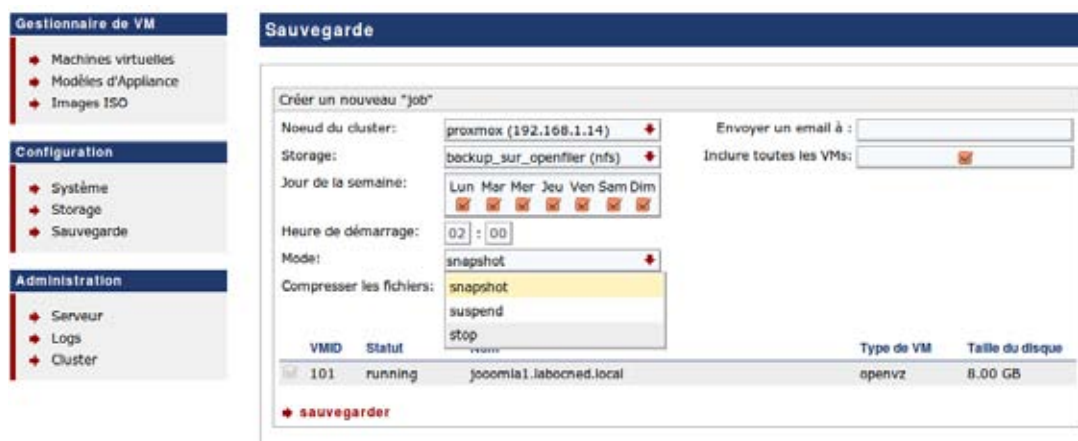 Gestionnaire de VM
Machines virtuelles
Modèles d'Appliance
Images ISO
Configuration
Système
Storage
Sauvegarde
Administration
Serveur
Logs
Cluster
Sauvegarde
Créer un nouveau "job"
Noeud du cluster: proxmox (192.168.1.14) Envoyer un email à :
Storage: backup_sur_openfiler (nfs) Inclure toutes les VMs:
Jour de la semaine: Lun Mar Mer Jeu Ven Sam Dim
Heure de démarrage: 02 : 00
Mode: snapshot
Compresser les fichiers: snapshot
suspend
stop
VMID Statut Type de VM Taille du disque
101 running jooomla1.labocned.local openvz 8.00 GB
sauvegarder